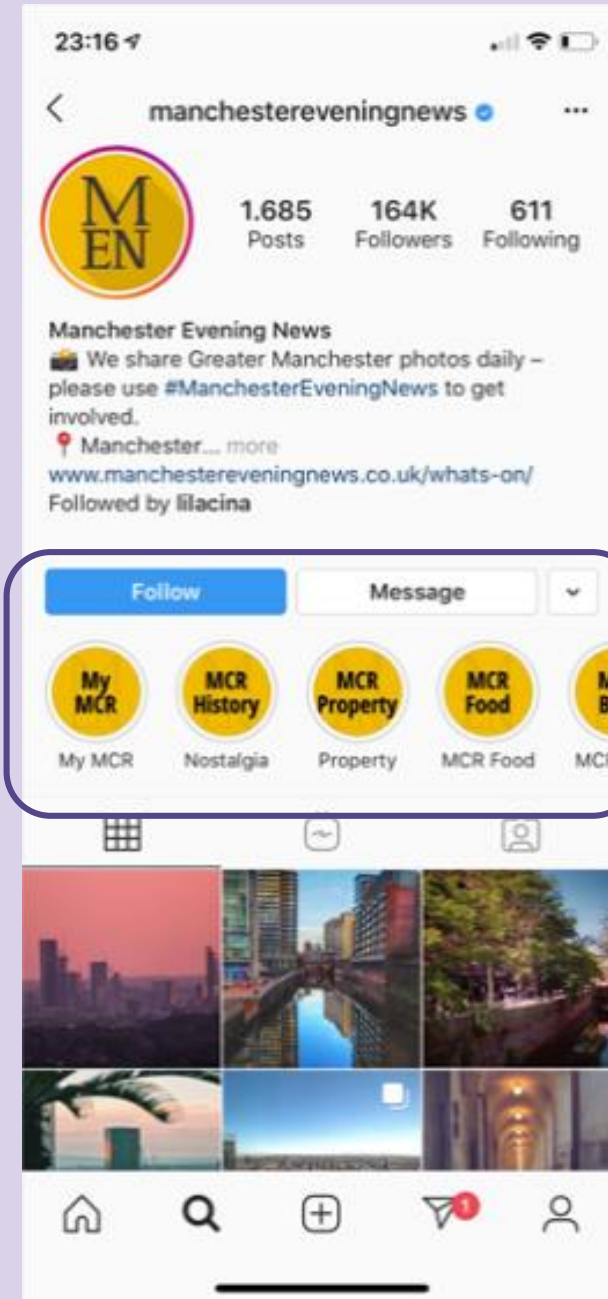 23:16
manchestereveningnews
M
EN
1.685 164K 611
Posts Followers Following
Manchester Evening News
We share Greater Manchester photos daily –
please use #ManchesterEveningNews to get
involved.
Manchester... more
www.manchestereveningnews.co.uk/whats-on/
Followed by lilacina
Follow Message
My
MCR
MCR
History
MCR
Property
MCR
Food
My MCR Nostalgia Property MCR Food
1